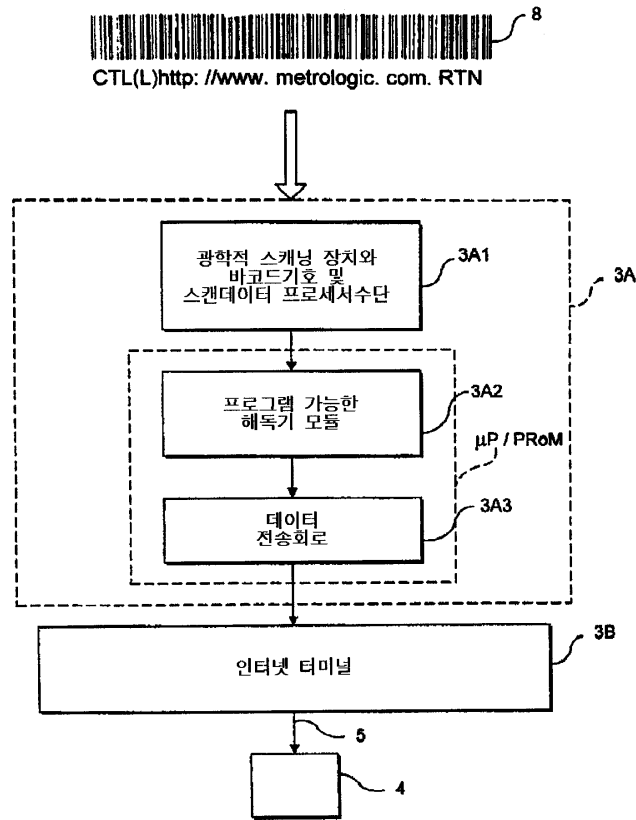 8
CTL(L)http: //www. metrologic. com. RTN
광학적 스캐닝 장치와
바코드기호 및
스캔데이터 프로세서수단
3A1
3A
프로그램 가능한
해독기 모듈
3A2
μP / PRoM
데이터
전송회로
3A3
인터넷 터미널
3B
5
4